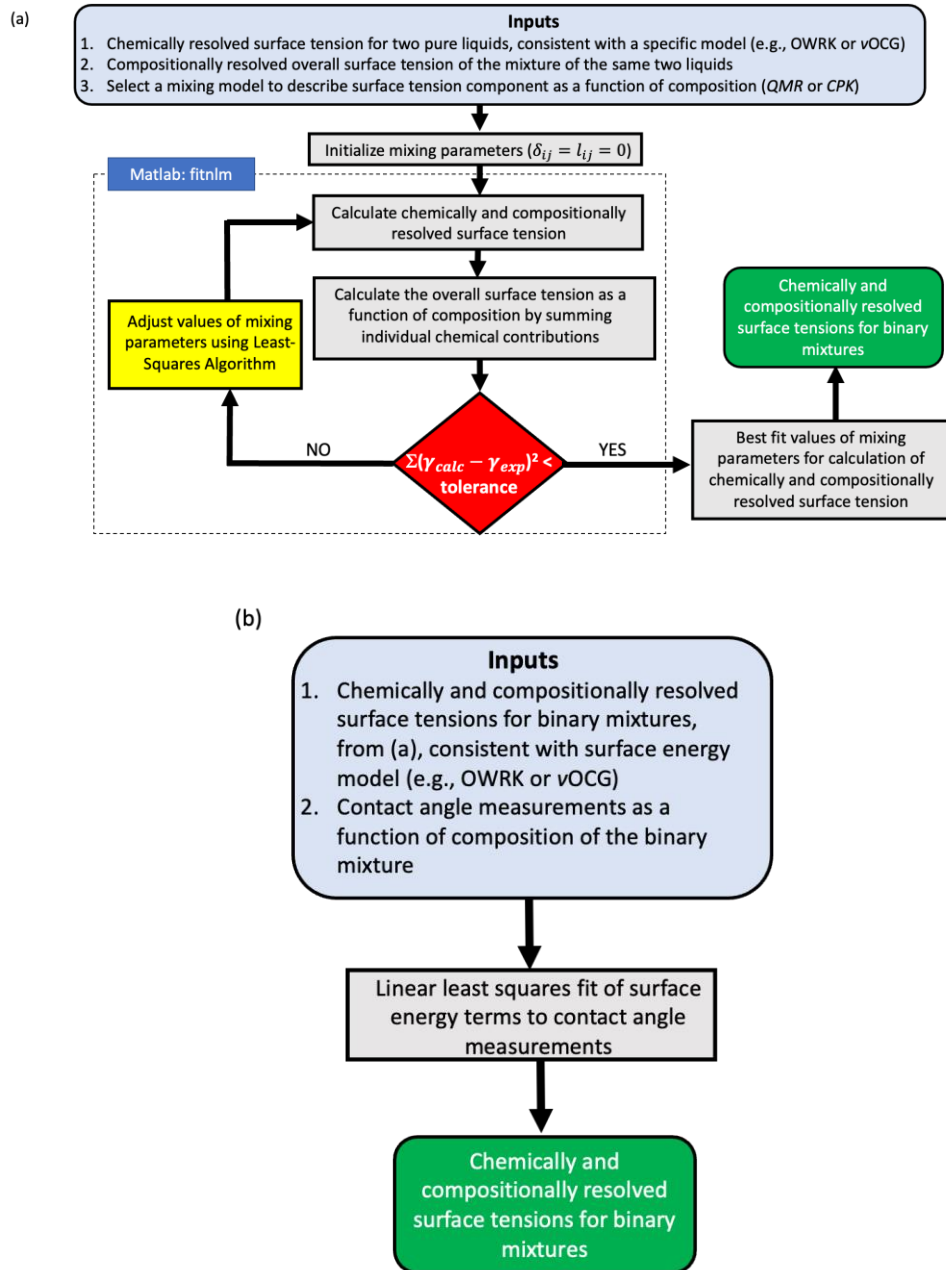 (a)
Inputs
1. Chemically resolved surface tension for two pure liquids, consistent with a specific model (e.g., OWRK or vOCG)
2. Compositionally resolved overall surface tension of the mixture of the same two liquids
3. Select a mixing model to describe surface tension component as a function of composition (QMR or CPK)
Initialize mixing parameters (δij = lij = 0)
Matlab: fitnlm
Calculate chemically and compositionally
resolved surface tension
Calculate the overall surface tension as a
function of composition by summing
individual chemical contributions
Adjust values of mixing
parameters using Least-
Squares Algorithm
NO
Σ(γcalc − γexp)² <
tolerance
YES
Best fit values of mixing
parameters for calculation of
chemically and compositionally
resolved surface tension
Chemically and
compositionally resolved
surface tensions for binary
mixtures
(b)
Inputs
1. Chemically and compositionally resolved
surface tensions for binary mixtures,
from (a), consistent with surface energy
model (e.g., OWRK or vOCG)
2. Contact angle measurements as a
function of composition of the binary
mixture
Linear least squares fit of surface
energy terms to contact angle
measurements
Chemically and
compositionally resolved
surface tensions for binary
mixtures